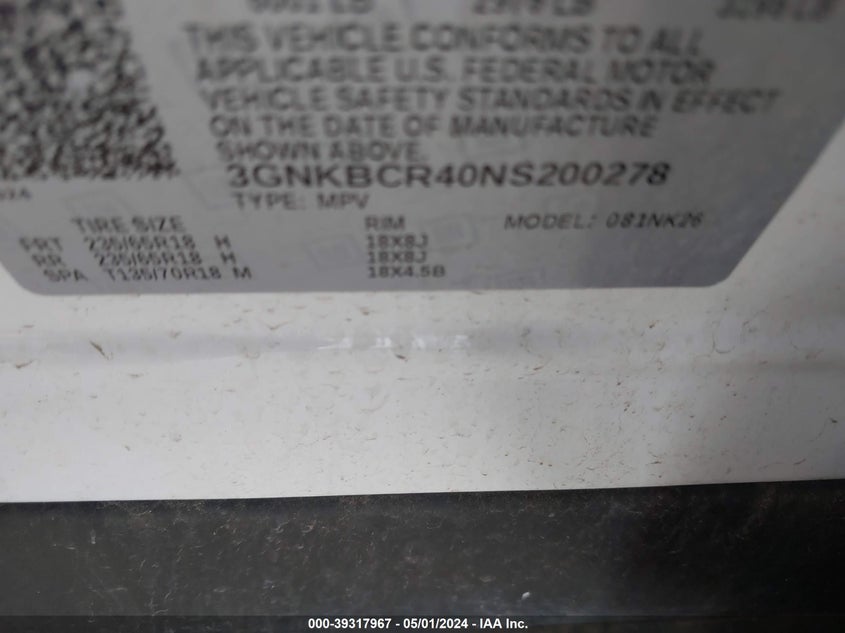 THIS VEHICLE CONFORMS TO ALL
APPLICABLE U.S. FEDERAL MOTOR
VEHICLE SAFETY STANDARDS IN EFFECT
ON THE DATE OF MANUFACTURE
SHOWN ABOVE.
3GNKBCR40NS200278
TYPE: MPV MODEL: 081NK26
TIRE SIZE RIM
FRT 235/65R18 H 18X8J
RR 235/65R18 H 18X8J
SPA T135/70R18 M 18X4.5B
000-39317967 - 05/01/2024 - IAA Inc.